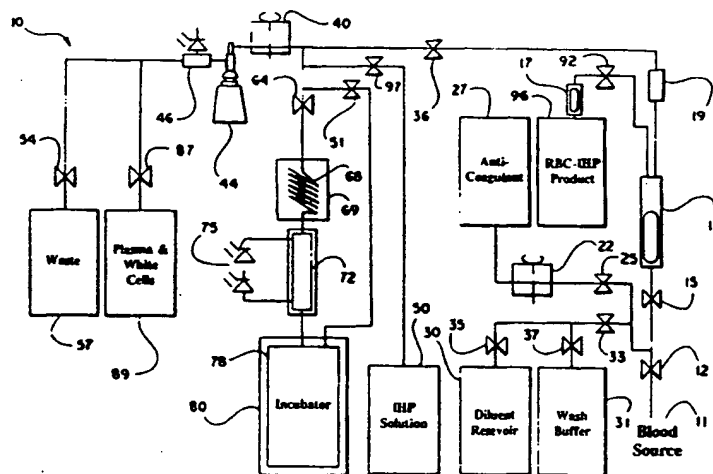 10
40
64
97
36
27
17
96
92
19
46
51
54
87
44
68
69
Anti-
Coagulant
RBC-IHP
Product
1
75
72
22
25
15
Waste
Plasma &
White
Cells
57
89
78
80
50
30
35
37
33
12
Incubator
IHP
Solution
Diluent
Resevoir
Wash
Buffer
31
11
Blood
Source